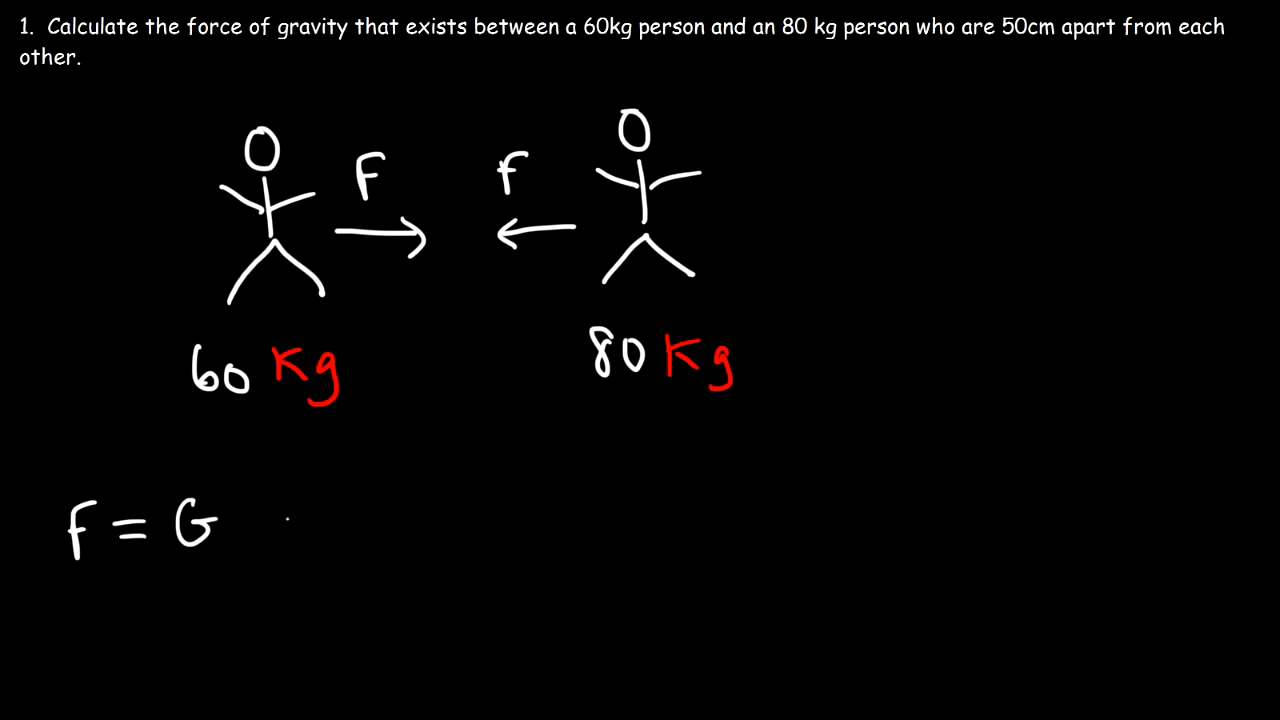 1. Calculate the force of gravity that exists between a 60kg person and an 80 kg person who are 50cm apart from each
other.
F f
60 Kg 80 Kg
F = G